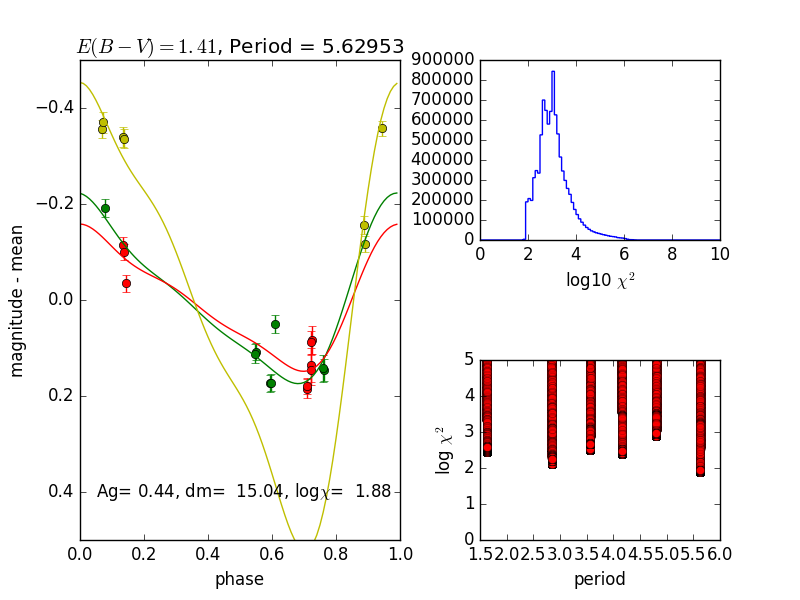 E(B − V) = 1.41, Period = 5.62953
−0.4
−0.2
0.0
0.2
0.4
magnitude - mean
Ag= 0.44, dm=  15.04, logχ=  1.88
0.0 0.2 0.4 0.6 0.8 1.0
phase
900000
800000
700000
600000
500000
400000
300000
200000
100000
0
0 2 4 6 8 10
log10 χ²
5
4
3
2
1
0
log χ²
1.5 2.0 2.5 3.0 3.5 4.0 4.5 5.0 5.5 6.0
period